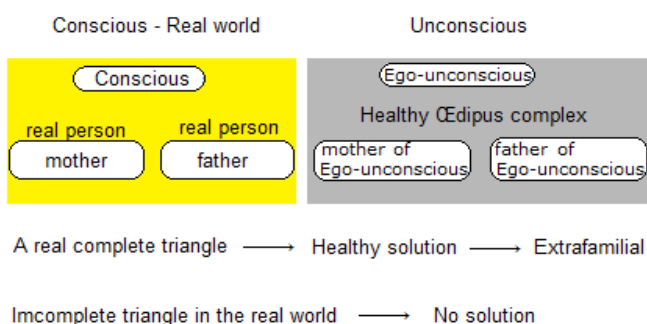 Conscious - Real world
Unconscious
Conscious
Ego-unconscious
Healthy Œdipus complex
real person
real person
mother
father
mother of
Ego-unconscious
father of
Ego-unconscious
A real complete triangle ⟶ Healthy solution ⟶ Extrafamilial
Imcomplete triangle in the real world ⟶ No solution